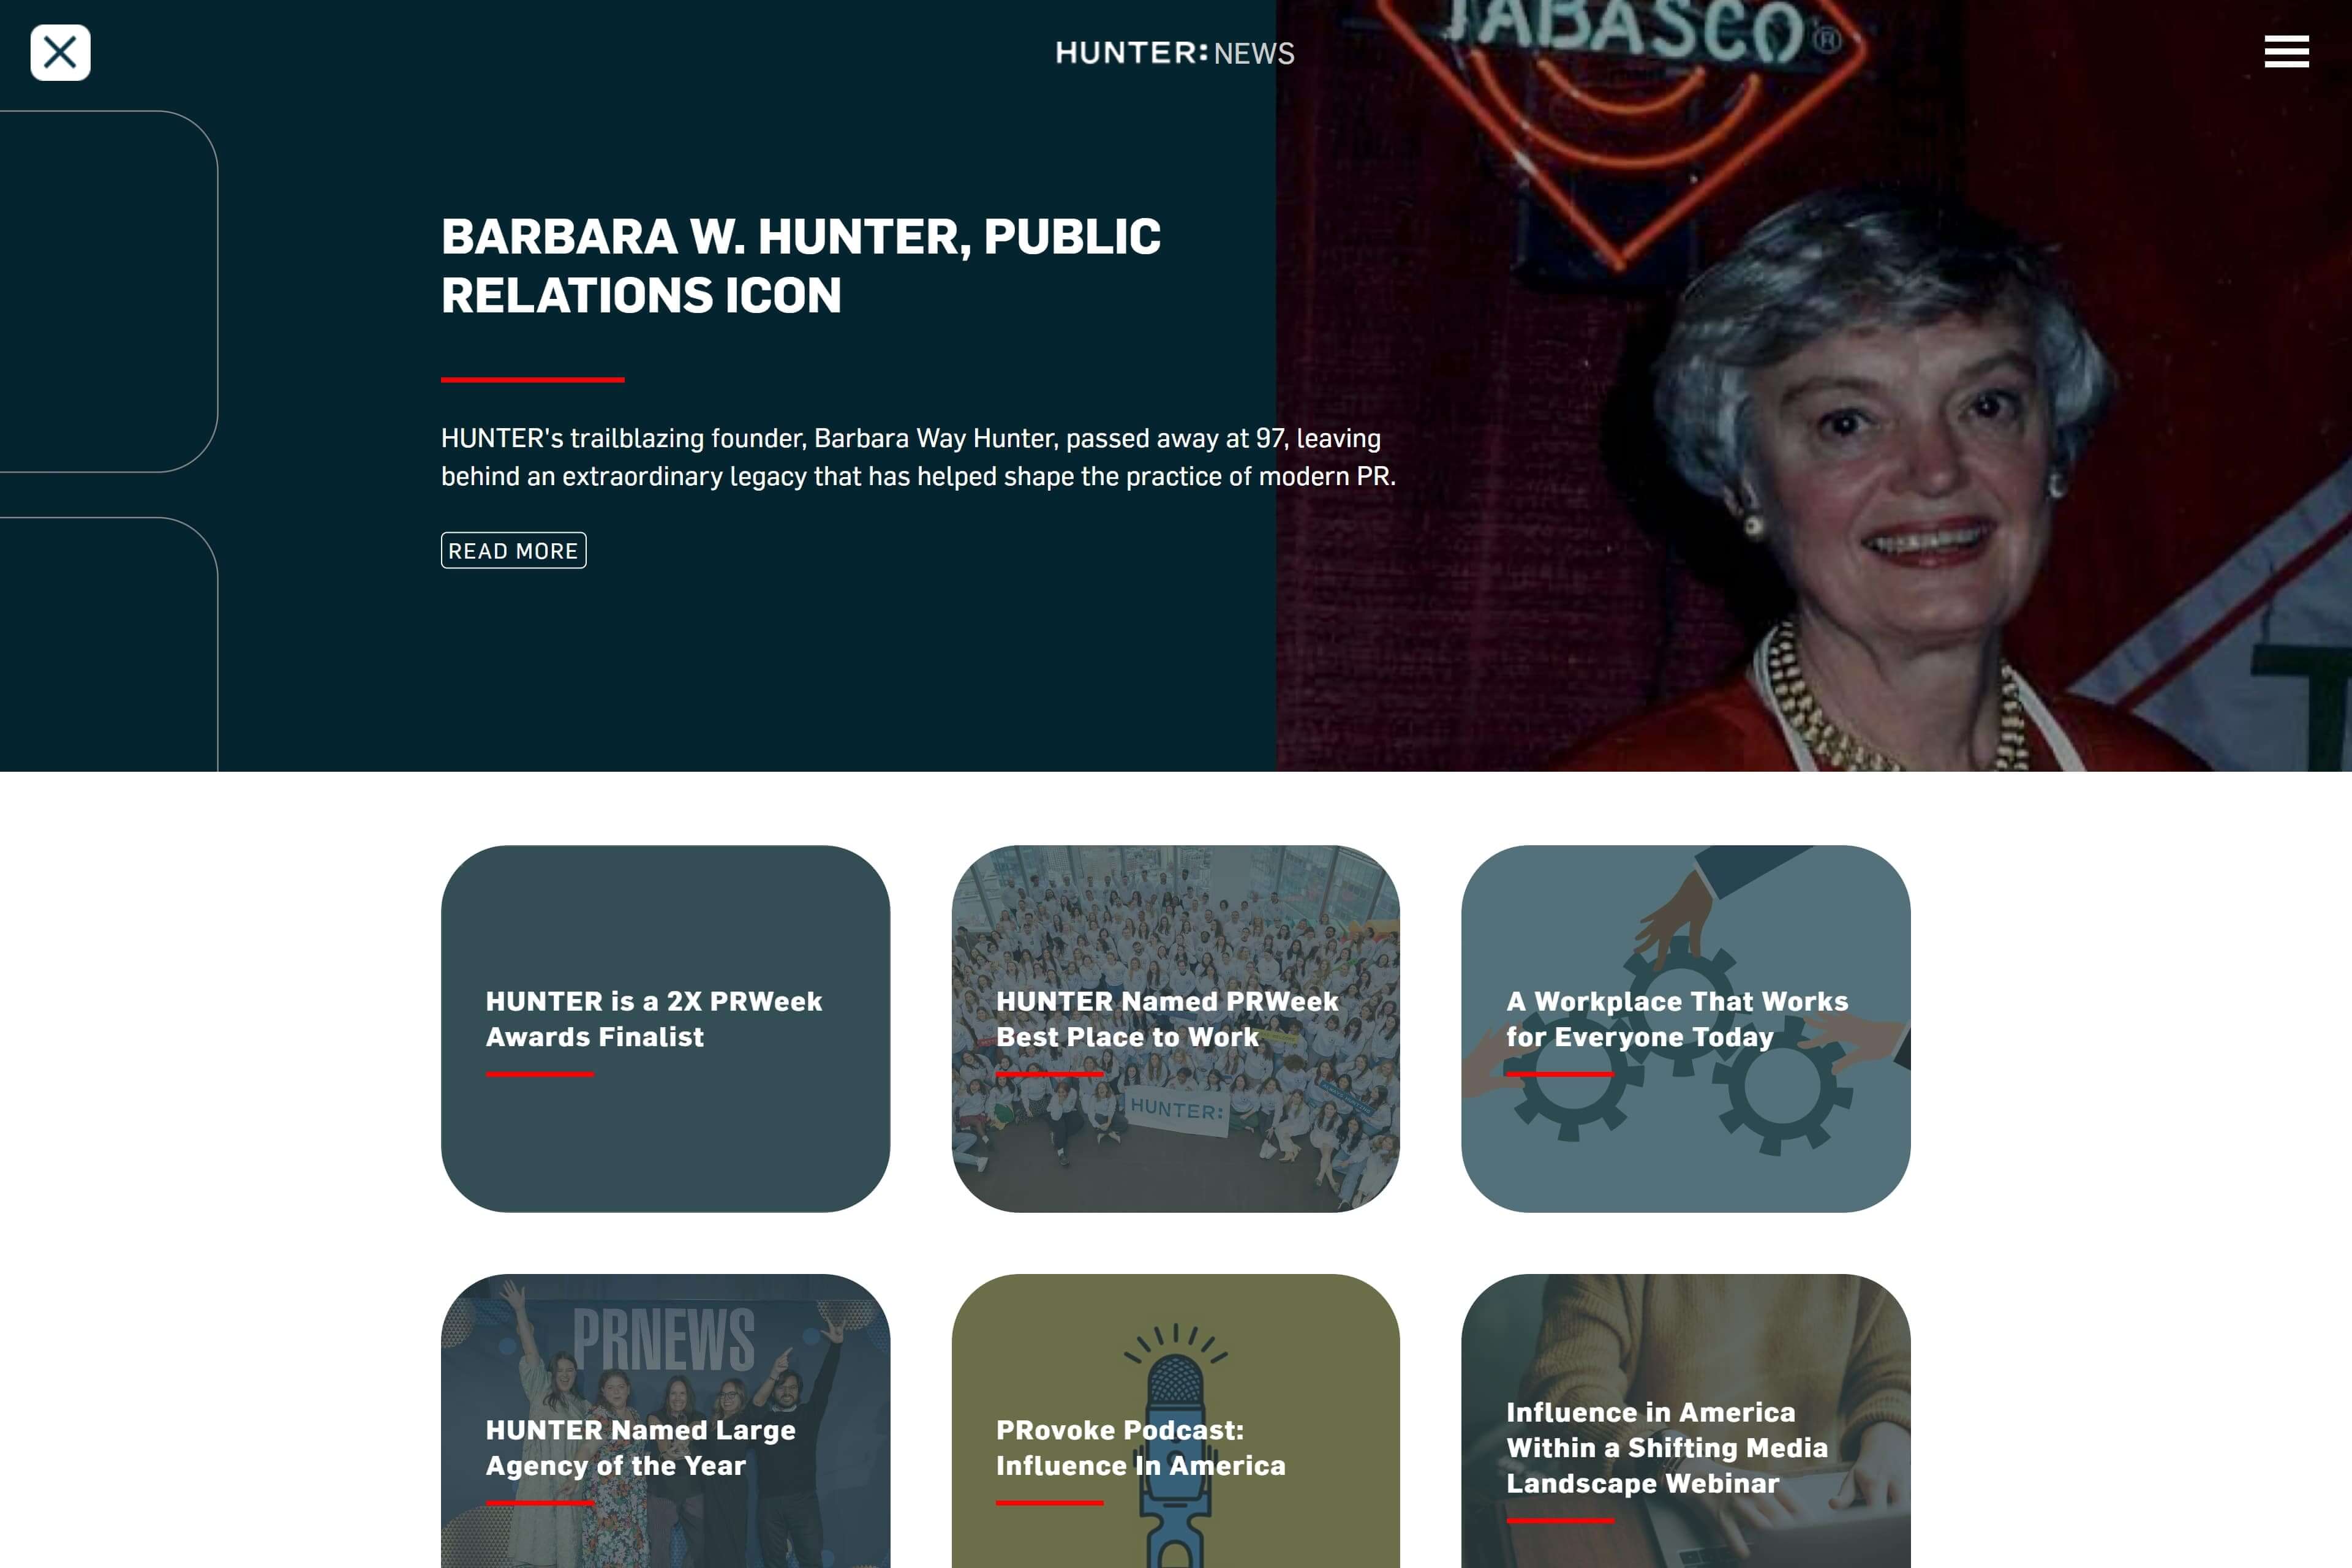 HUNTER: NEWS
TABASCO®
BARBARA W. HUNTER, PUBLIC
RELATIONS ICON
HUNTER's trailblazing founder, Barbara Way Hunter, passed away at 97, leaving
behind an extraordinary legacy that has helped shape the practice of modern PR.
READ MORE
HUNTER is a 2X PRWeek
Awards Finalist
HUNTER Named PRWeek
Best Place to Work
HUNTER:
A Workplace That Works
for Everyone Today
PRNEWS
HUNTER Named Large
Agency of the Year
PRovoke Podcast:
Influence In America
Influence in America
Within a Shifting Media
Landscape Webinar